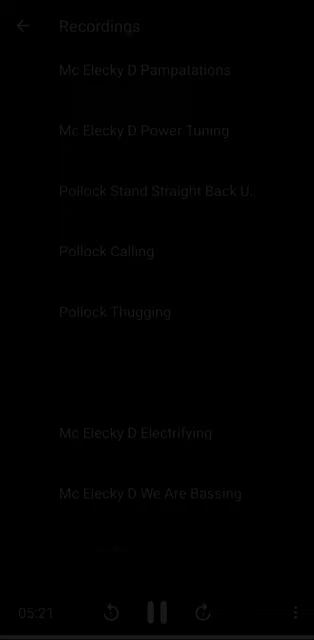 Recordings
Mc Elecky D Pampatations
Mc Elecky D Power Tuning
Pollock Stand Straight Back U..
Pollock Calling
Pollock Thugging
Mc Elecky D Electrifying
Mc Elecky D We Are Bassing
05:21